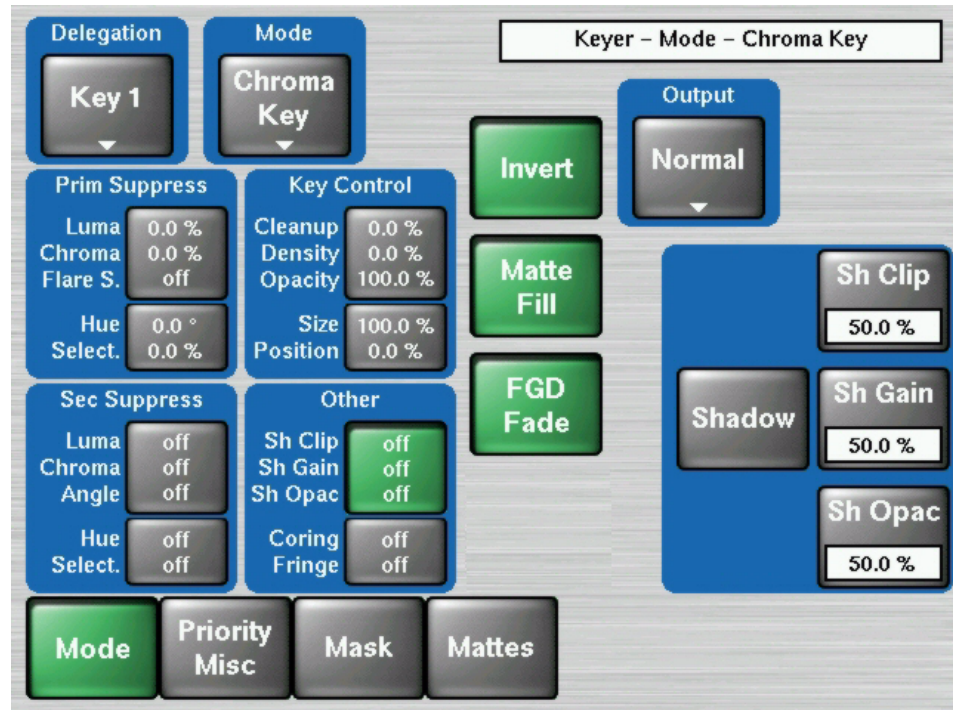 Delegation
Key 1
Mode
Chroma
Key
Keyer – Mode – Chroma Key
Output
Normal
Invert
Matte
Fill
FGD
Fade
Prim Suppress
Luma 0.0 %
Chroma 0.0 %
Flare S. off
Hue 0.0 °
Select. 0.0 %
Key Control
Cleanup 0.0 %
Density 0.0 %
Opacity 100.0 %
Size 100.0 %
Position 0.0 %
Sec Suppress
Luma off
Chroma off
Angle off
Hue off
Select. off
Other
Sh Clip off
Sh Gain off
Sh Opac off
Coring off
Fringe off
Shadow
Sh Clip
50.0 %
Sh Gain
50.0 %
Sh Opac
50.0 %
Mode
Priority
Misc
Mask
Mattes